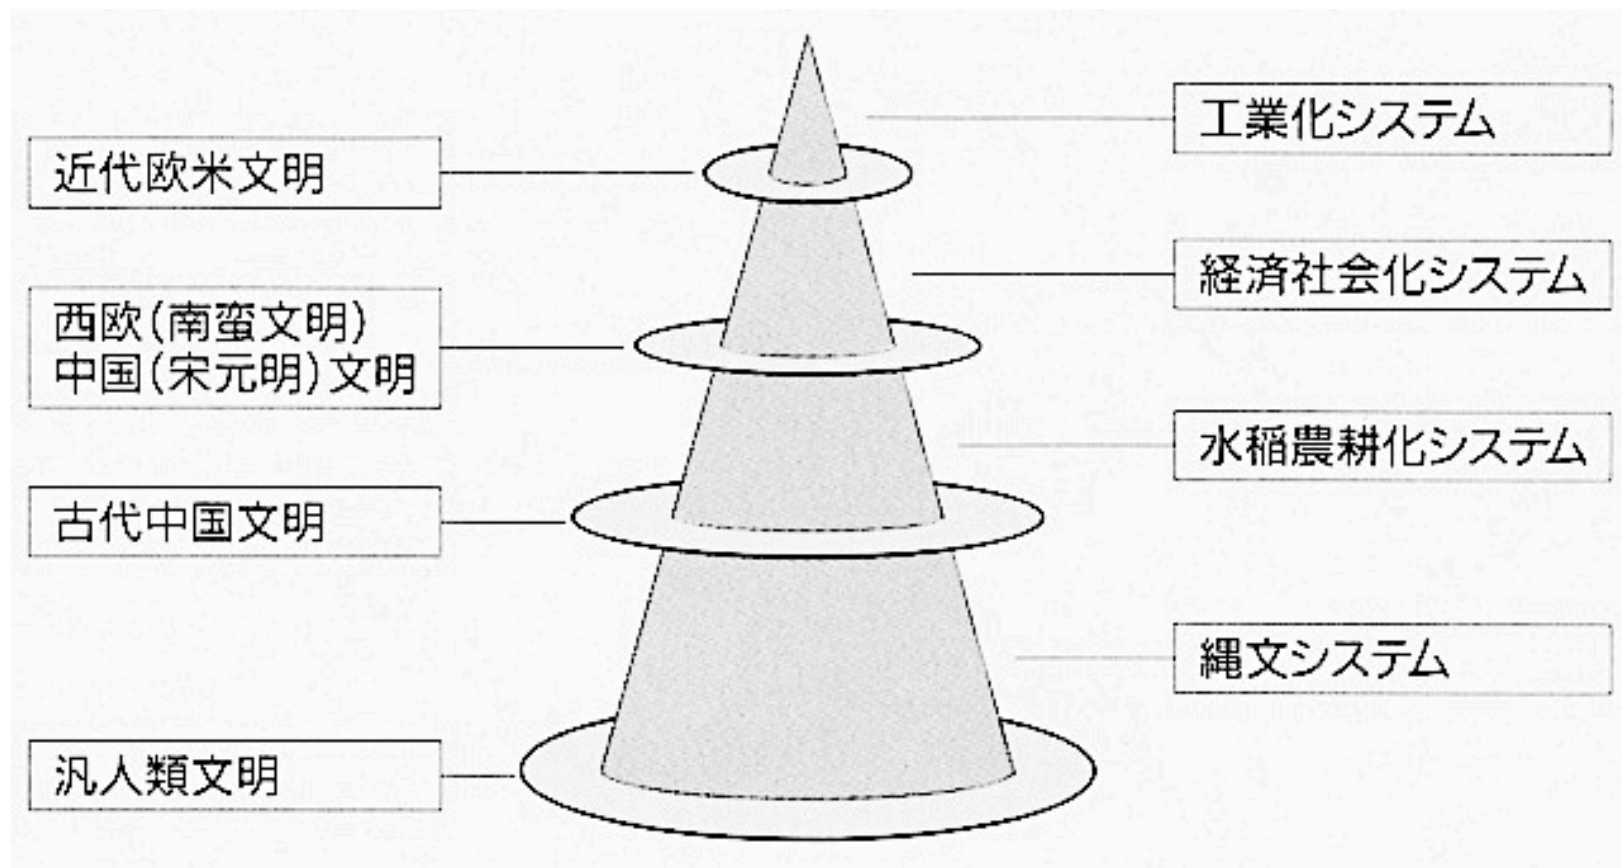 工業化システム
近代欧米文明
経済社会化システム
西欧(南蛮文明)
中国(宋元明)文明
水稲農耕化システム
古代中国文明
縄文システム
汎人類文明